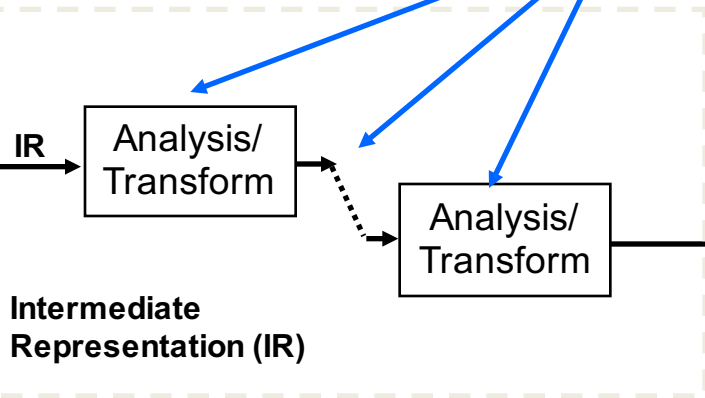 IR
Analysis/
Transform
Analysis/
Transform
Intermediate
Representation (IR)